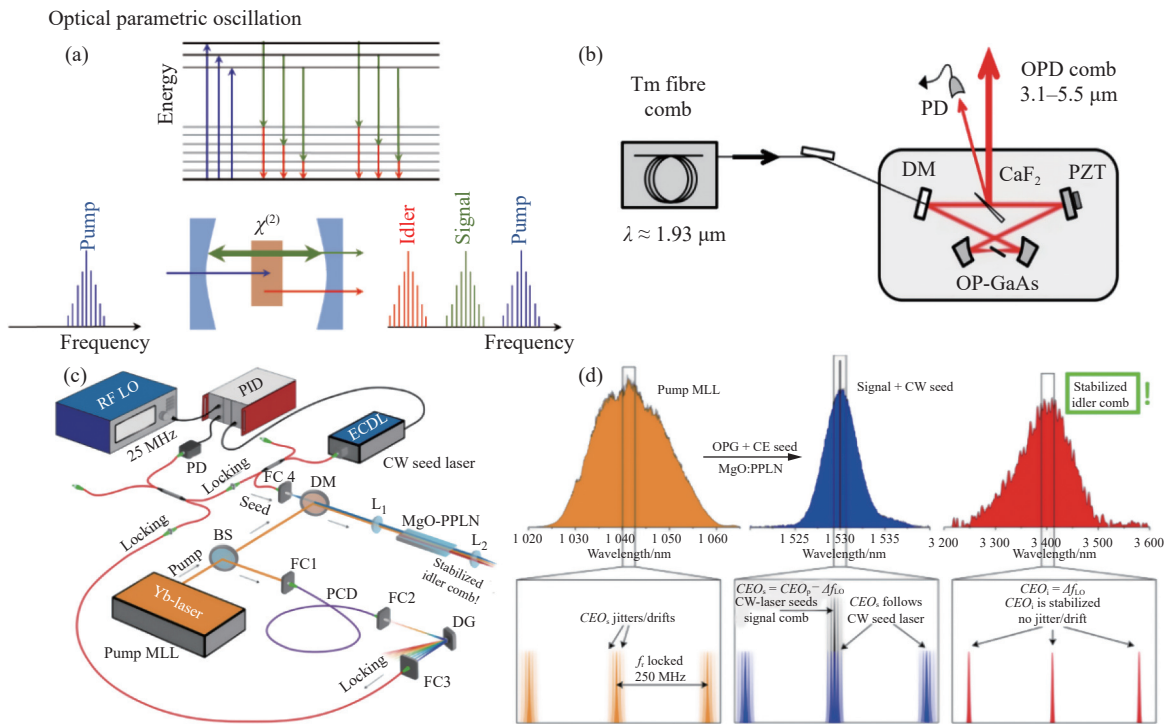 Optical parametric oscillation
(a)
Energy
Pump
χ(2)
Idler
Signal
Pump
Frequency
Frequency
(b)
Tm fibre
comb
λ ≈ 1.93 μm
PD
OPD comb
3.1–5.5 μm
DM
CaF2
PZT
OP-GaAs
(c)
RF LO
PID
25 MHz
PD
ECDL
CW seed laser
Locking
Seed
FC 4
DM
L1
MgO-PPLN
L2
Stabilized
idler comb!
Locking
BS
Pump
Yb-laser
Pump MLL
FC1
PCD
FC2
DG
FC3
Locking
(d)
Pump MLL
OPG + CE seed
MgO:PPLN
Signal + CW seed
Stabilized
idler comb
!
1 020 1 030 1 040 1 050 1 060
Wavelength/nm
1 525 1 530 1 535
Wavelength/nm
3 200 3 300 3 400 3 500 3 600
Wavelength/nm
jitters/drifts
locked
250 MHz
CEOs = CEOp − ΔfLO
CW-laser seeds
signal comb
CEOs follows
CW seed laser
CEOi = ΔfLO
CEOi is stabilized
no jitter/drift